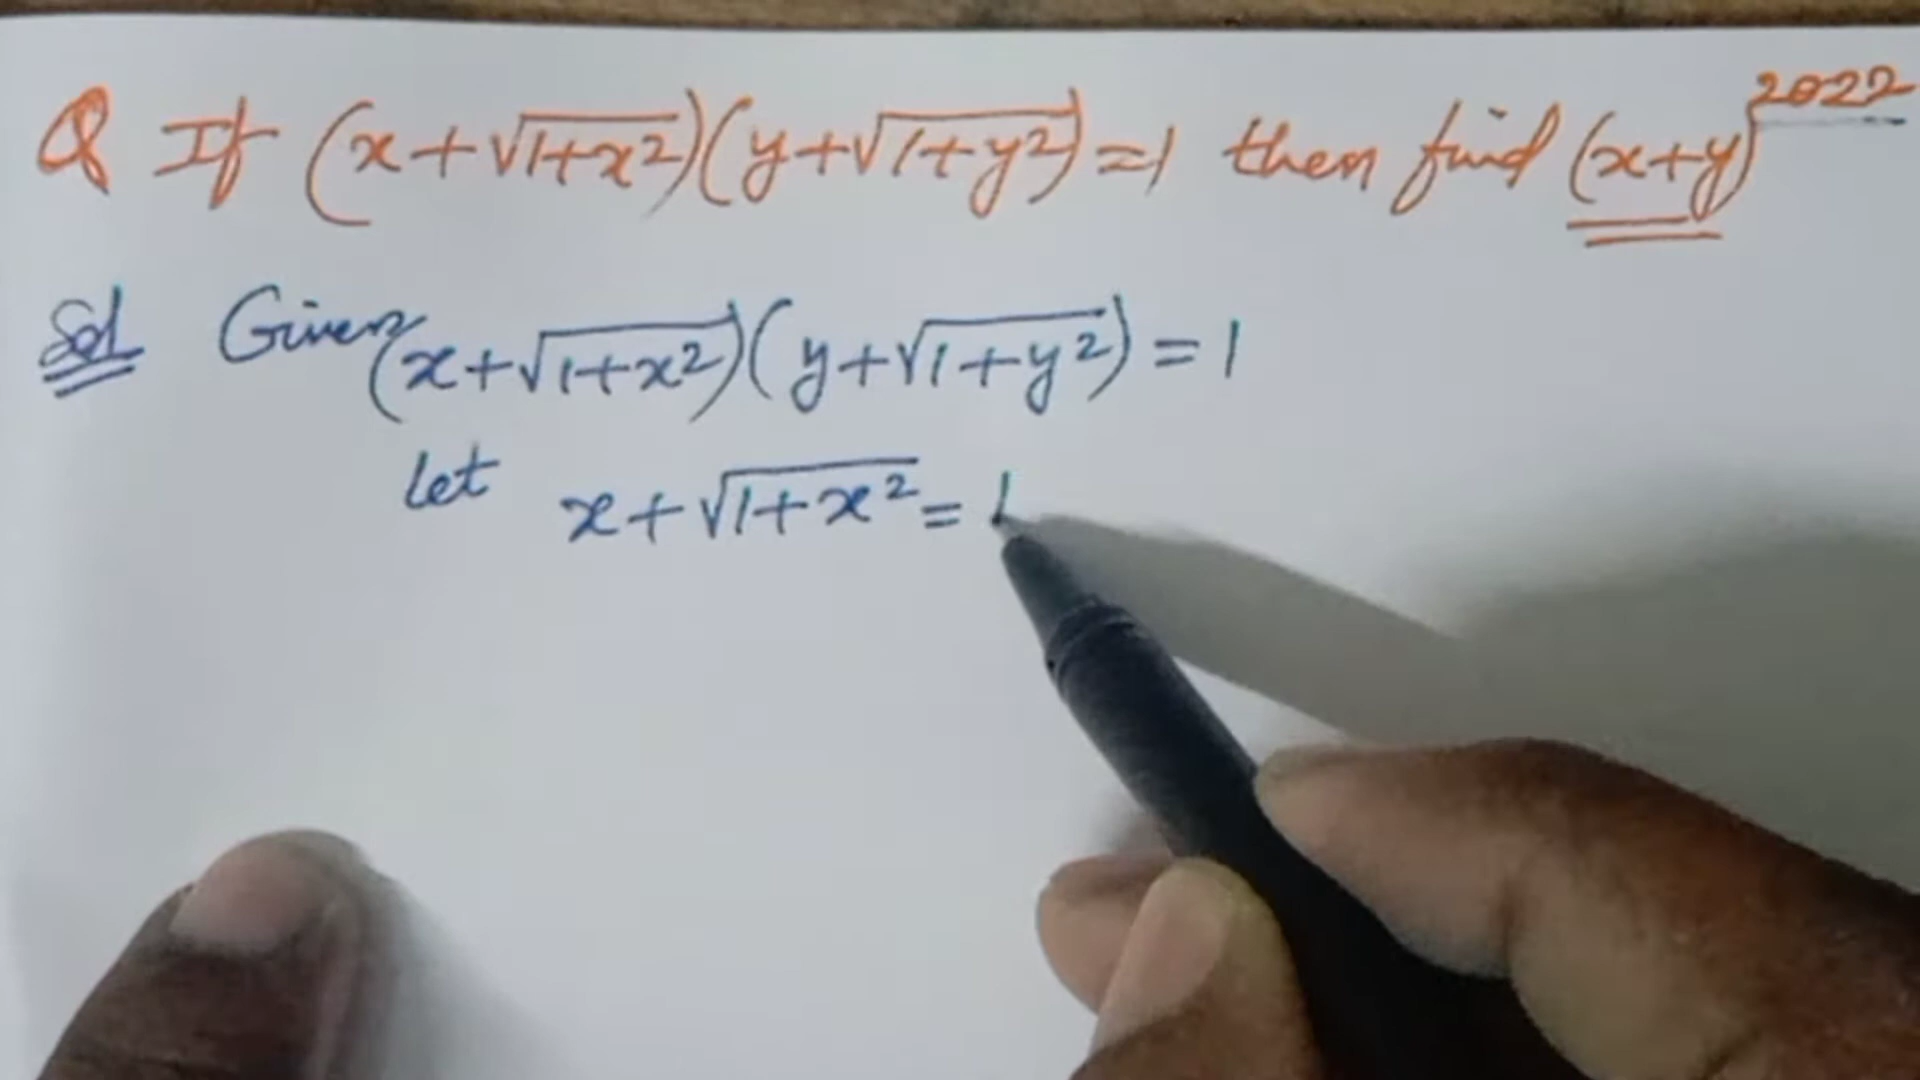 Q If (x+√1+x²)(y+√1+y²)=1 then find (x+y)²⁰²²
Sol Given (x+√1+x²)(y+√1+y²)=1
let x+√1+x²=